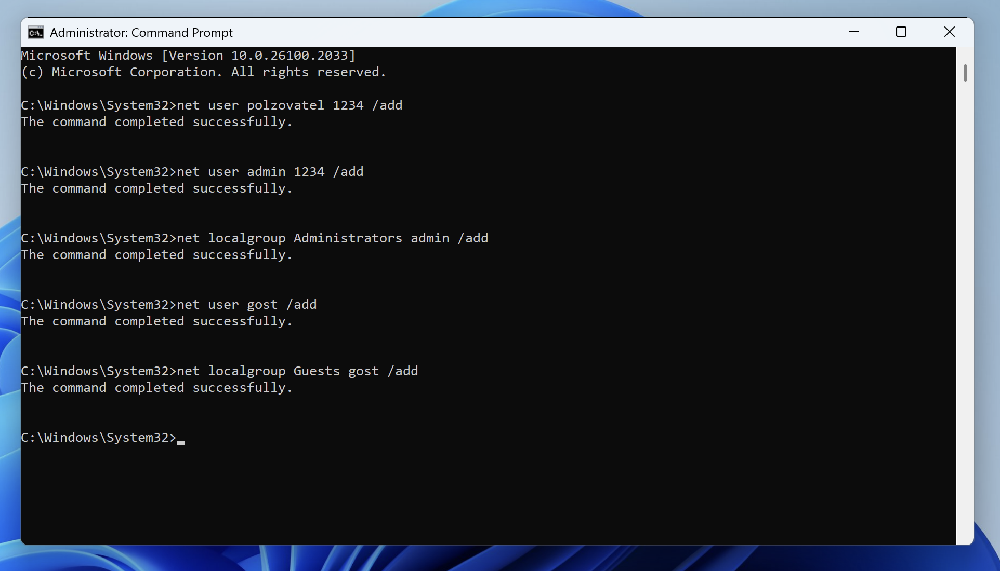 Administrator: Command Prompt
Microsoft Windows [Version 10.0.26100.2033]
(c) Microsoft Corporation. All rights reserved.
C:\Windows\System32>net user polzovatel 1234 /add
The command completed successfully.
C:\Windows\System32>net user admin 1234 /add
The command completed successfully.
C:\Windows\System32>net localgroup Administrators admin /add
The command completed successfully.
C:\Windows\System32>net user gost /add
The command completed successfully.
C:\Windows\System32>net localgroup Guests gost /add
The command completed successfully.
C:\Windows\System32>